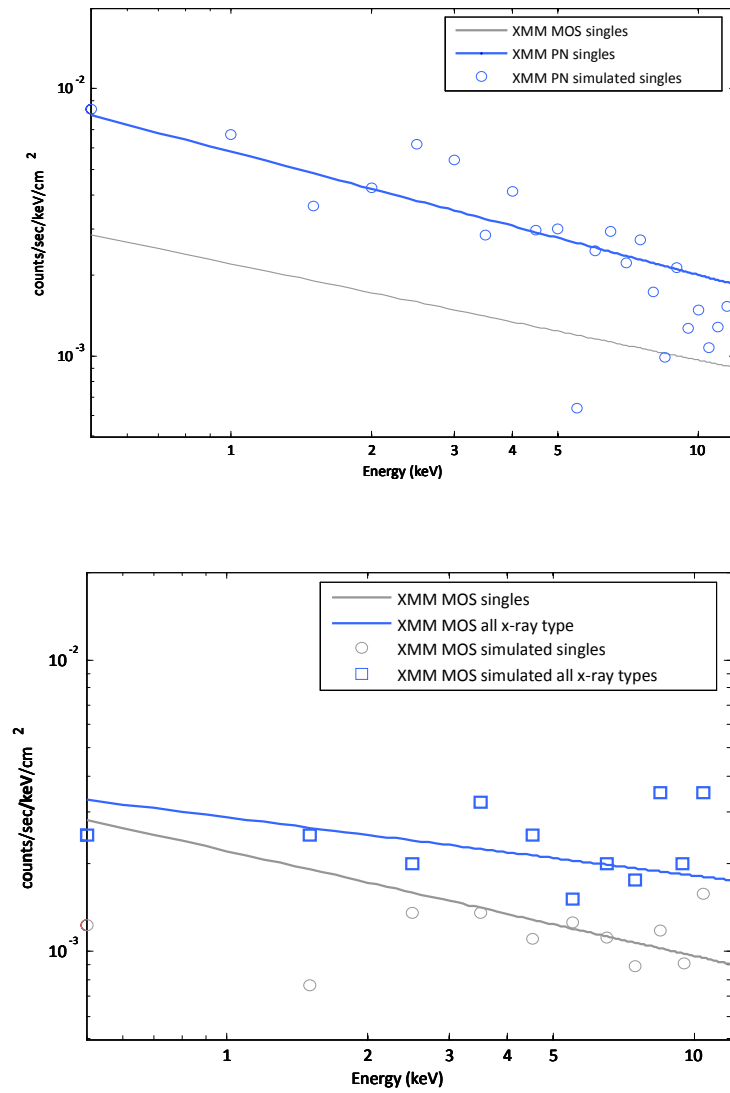 XMM MOS singles
XMM PN singles
XMM PN simulated singles
10^-2
10^-3
counts/sec/keV/cm^2
1 2 3 4 5 10
Energy (keV)
XMM MOS singles
XMM MOS all x-ray type
XMM MOS simulated singles
XMM MOS simulated all x-ray types
10^-2
10^-3
counts/sec/keV/cm^2
1 2 3 4 5 10
Energy (keV)